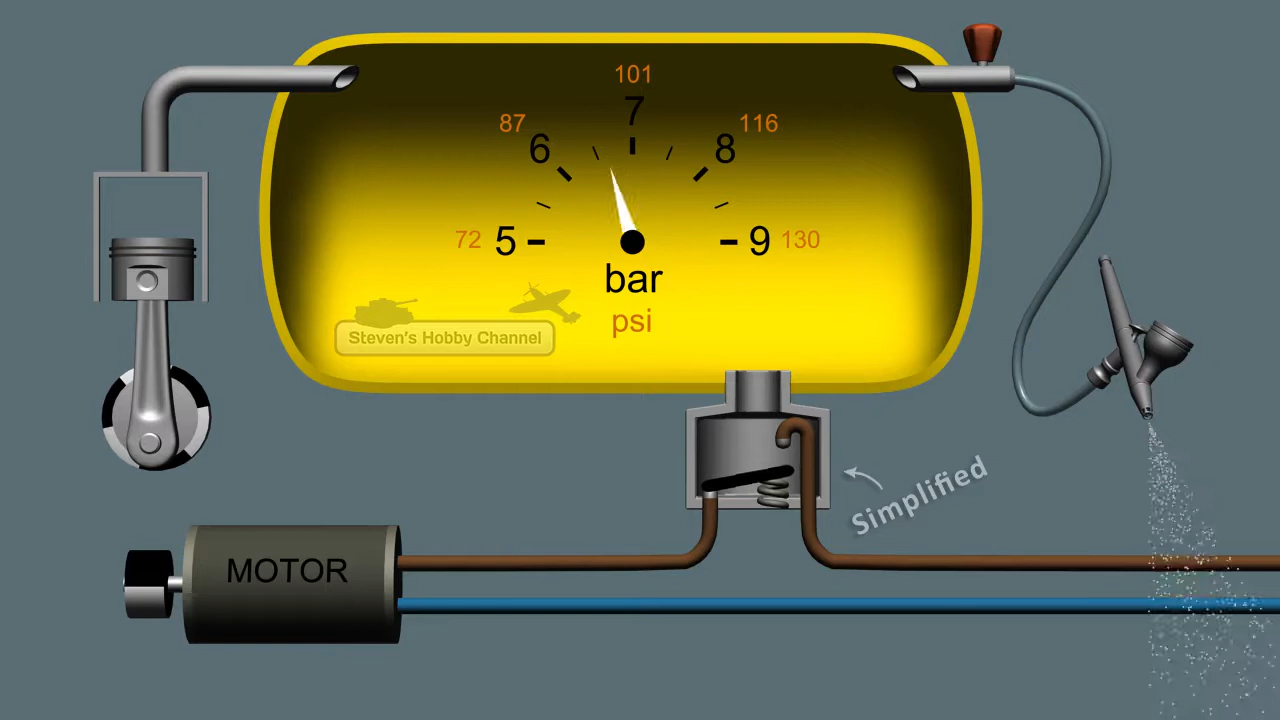 101
7
87
6
116
8
72
5
9
130
bar
psi
Steven's Hobby Channel
Simplified
MOTOR